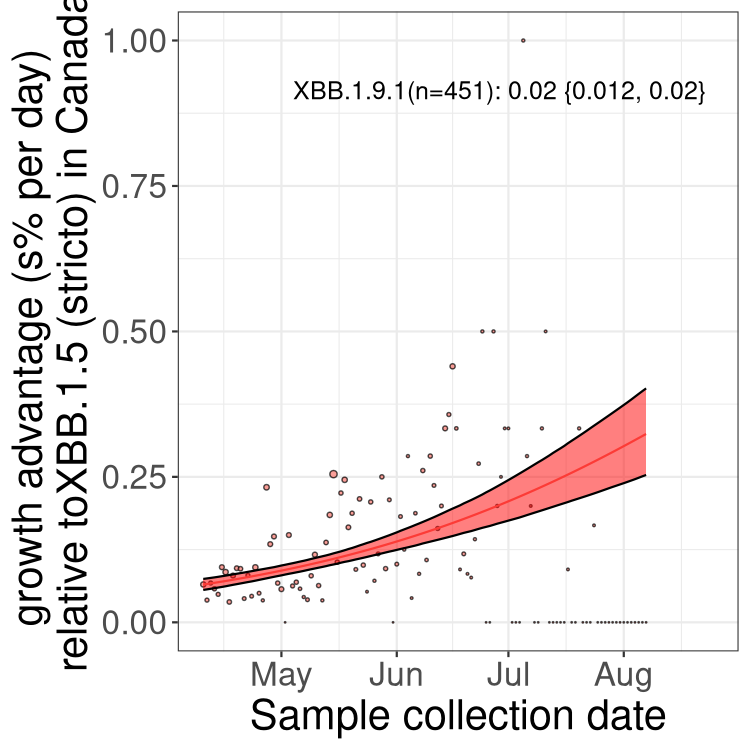 growth advantage (s% per day)
relative toXBB.1.5 (stricto) in Canada
1.00
XBB.1.9.1(n=451): 0.02 {0.012, 0.02}
0.75
0.50
0.25
0.00
May Jun Jul Aug
Sample collection date